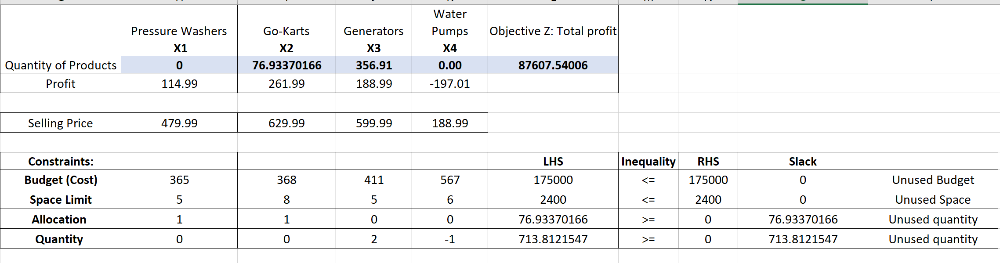 Water
Pressure Washers Go-Karts Generators Pumps Objective Z: Total profit
X1 X2 X3 X4
Quantity of Products 0 76.93370166 356.91 0.00 87607.54006
Profit 114.99 261.99 188.99 -197.01
Selling Price 479.99 629.99 599.99 188.99
Constraints: LHS Inequality RHS Slack
Budget (Cost) 365 368 411 567 175000 <= 175000 0 Unused Budget
Space Limit 5 8 5 6 2400 <= 2400 0 Unused Space
Allocation 1 1 0 0 76.93370166 >= 0 76.93370166 Unused quantity
Quantity 0 0 2 -1 713.8121547 >= 0 713.8121547 Unused quantity